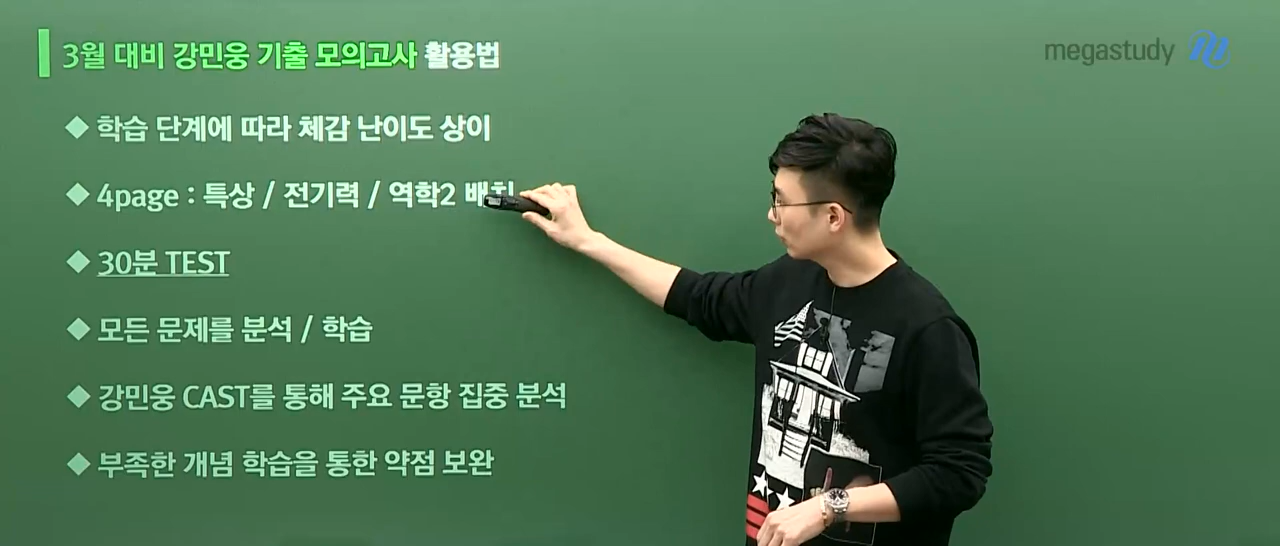 3월 대비 강민웅 기출 모의고사 활용법
megastudy
◆ 학습 단계에 따라 체감 난이도 상이
◆ 4page : 특상 / 전기력 / 역학2 배치
◆ 30분 TEST
◆ 모든 문제를 분석 / 학습
◆ 강민웅 CAST를 통해 주요 문항 집중 분석
◆ 부족한 개념 학습을 통한 약점 보완